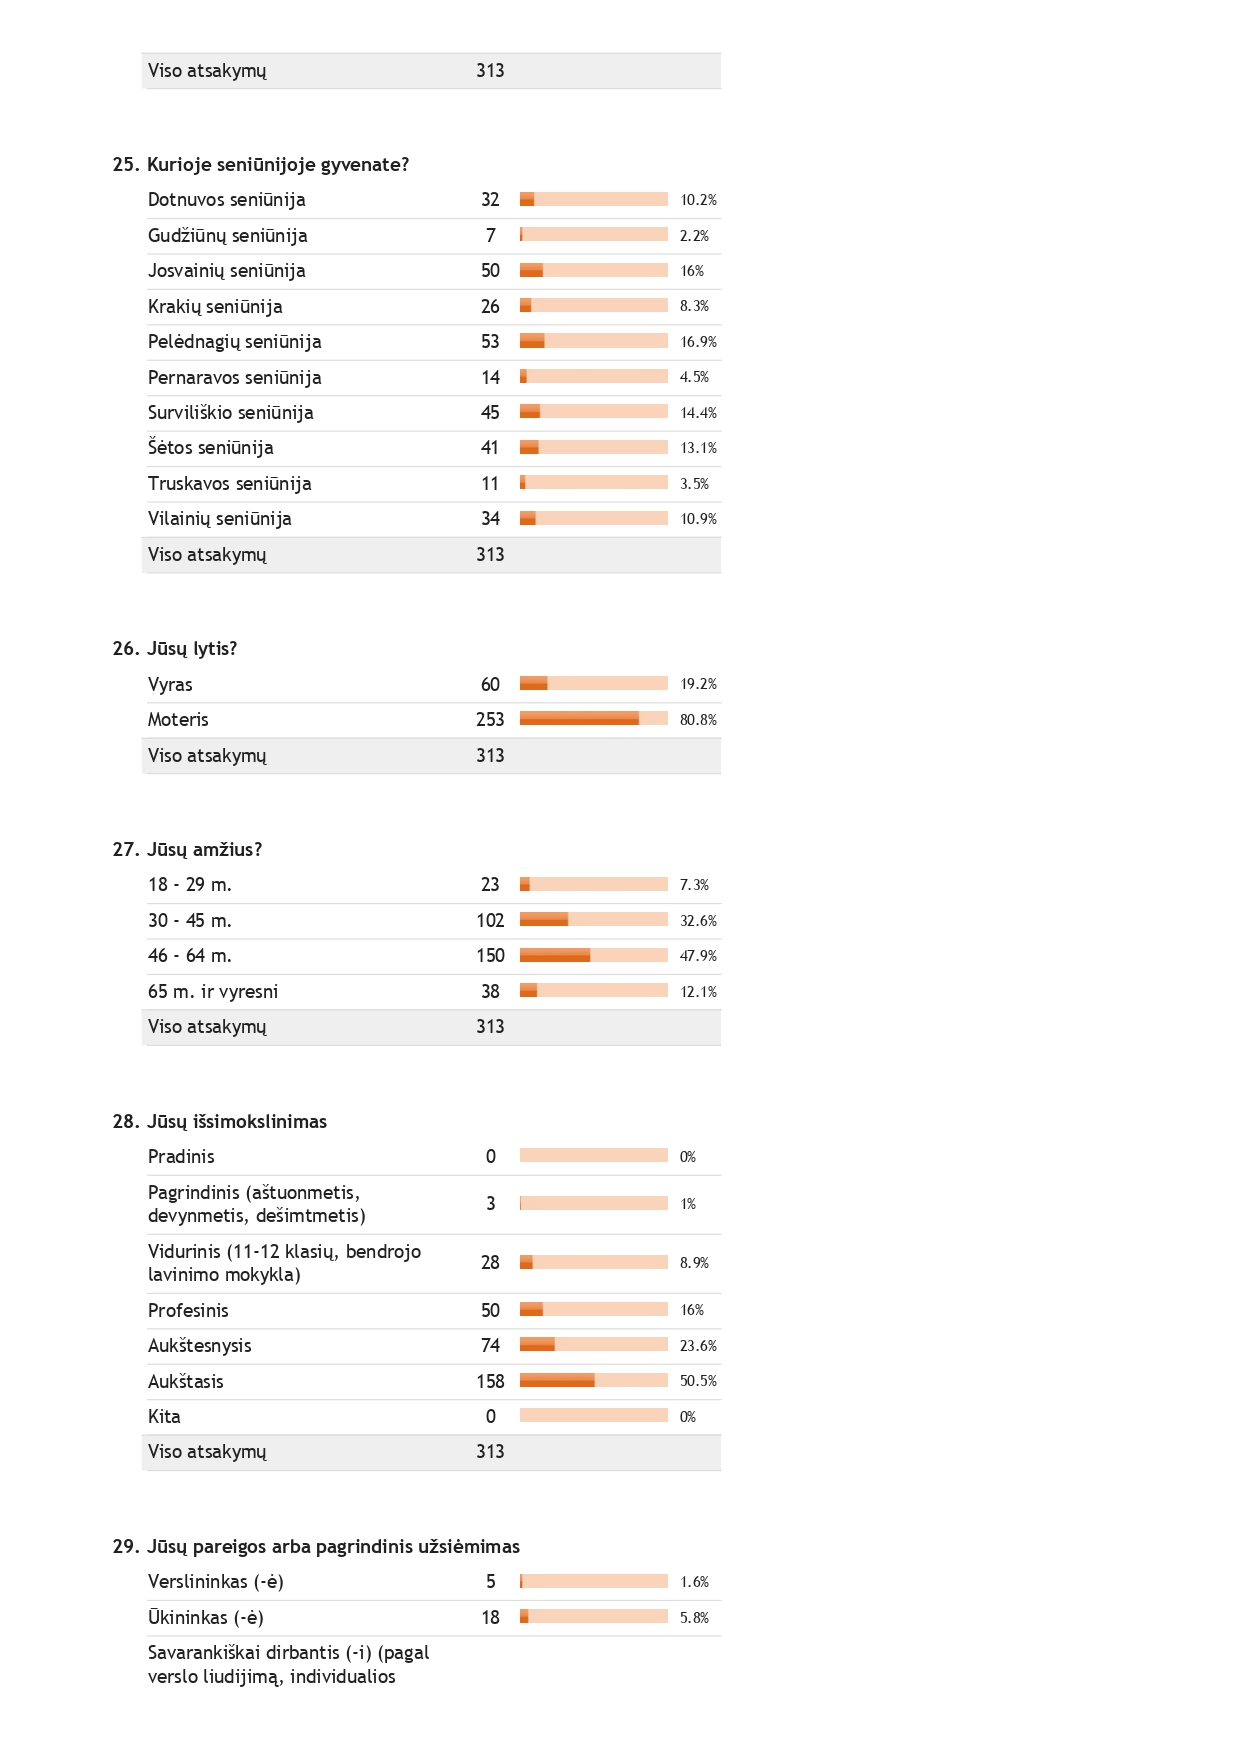 Viso atsakymų 313
25. Kurioje seniūnijoje gyvenate?
Dotnuvos seniūnija 32 10.2%
Gudžiūnų seniūnija 7 2.2%
Josvainių seniūnija 50 16%
Krakių seniūnija 26 8.3%
Pelėdnagių seniūnija 53 16.9%
Pernaravos seniūnija 14 4.5%
Surviliškio seniūnija 45 14.4%
Šėtos seniūnija 41 13.1%
Truskavos seniūnija 11 3.5%
Vilainių seniūnija 34 10.9%
Viso atsakymų 313
26. Jūsų lytis?
Vyras 60 19.2%
Moteris 253 80.8%
Viso atsakymų 313
27. Jūsų amžius?
18 - 29 m. 23 7.3%
30 - 45 m. 102 32.6%
46 - 64 m. 150 47.9%
65 m. ir vyresni 38 12.1%
Viso atsakymų 313
28. Jūsų išsimokslinimas
Pradinis 0 0%
Pagrindinis (aštuonmetis,
devynmetis, dešimtmetis) 3 1%
Vidurinis (11-12 klasių, bendrojo
lavinimo mokykla) 28 8.9%
Profesinis 50 16%
Aukštesnysis 74 23.6%
Aukštasis 158 50.5%
Kita 0 0%
Viso atsakymų 313
29. Jūsų pareigos arba pagrindinis užsiėmimas
Verslininkas (-ė) 5 1.6%
Ūkininkas (-ė) 18 5.8%
Savarankiškai dirbantis (-i) (pagal
verslo liudijimą, individualios